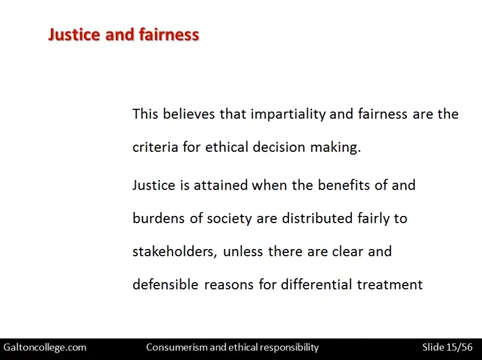 Justice and fairness
This believes that impartiality and fairness are the
criteria for ethical decision making.
Justice is attained when the benefits of and
burdens of society are distributed fairly to
stakeholders, unless there are clear and
defensible reasons for differential treatment
Galtoncollege.com Consumerism and ethical responsibility Slide 15/56